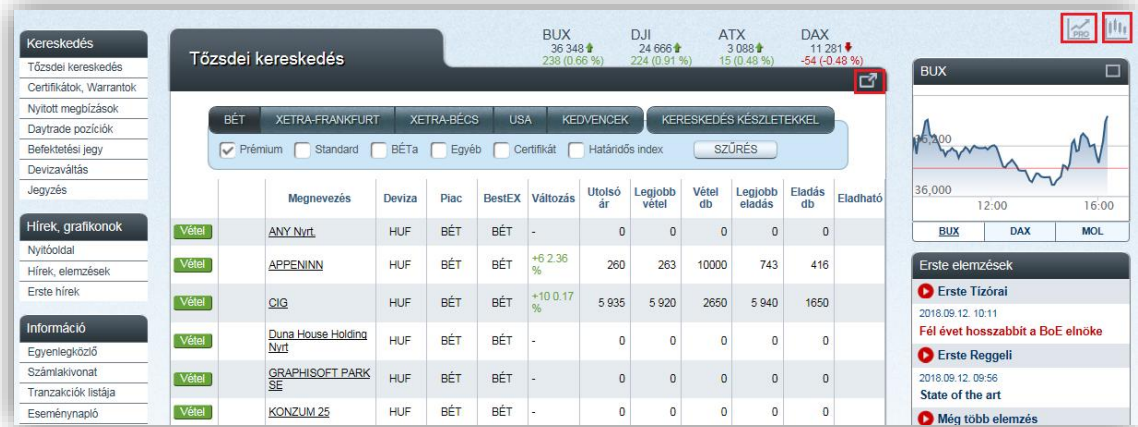 Kereskedés
Tőzsdei kereskedés
Certifikátok, Warrantok
Nyitott megbízások
Daytrade pozíciók
Befektetési jegy
Devizaváltás
Jegyzés
Hírek, grafikonok
Nyitóoldal
Hírek, elemzések
Erste hírek
Információ
Egyenlegközlő
Számlakivonat
Tranzakciók listája
Eseménynapló
Tőzsdei kereskedés
BUX DJI ATX DAX
36 348 24 666 3 088 11 281
238 (0.66 %) 224 (0.91 %) 15 (0.48 %) -54 (-0.48 %)
BÉT XETRA-FRANKFURT XETRA-BÉCS USA KEDVENCEK KERESKEDÉS KÉSZLETEKKEL
Prémium Standard BÉTa Egyéb Certifikát Határidős index SZŰRÉS
Megnevezés Deviza Piac BestEX Változás Utolsó ár Legjobb vétel Vétel db Legjobb eladás Eladás db Eladható
Vétel ANY Nyrt. HUF BÉT BÉT - 0 0 0 0 0
Vétel APPENINN HUF BÉT BÉT +6 2.36 % 260 263 10000 743 416
Vétel CIG HUF BÉT BÉT +10 0.17 % 5 935 5 920 2650 5 940 1650
Vétel Duna House Holding Nyrt HUF BÉT BÉT - 0 0 0 0 0
Vétel GRAPHISOFT PARK SE HUF BÉT BÉT - 0 0 0 0 0
Vétel KONZUM 25 HUF BÉT BÉT - 0 0 0 0 0
PRO
BUX
36,200
36,000
12:00 16:00
BUX DAX MOL
Erste elemzések
Erste Tízórai
2018.09.12. 10:11
Fél évet hosszabbít a BoE elnöke
Erste Reggeli
2018.09.12. 09:56
State of the art
Még több elemzés